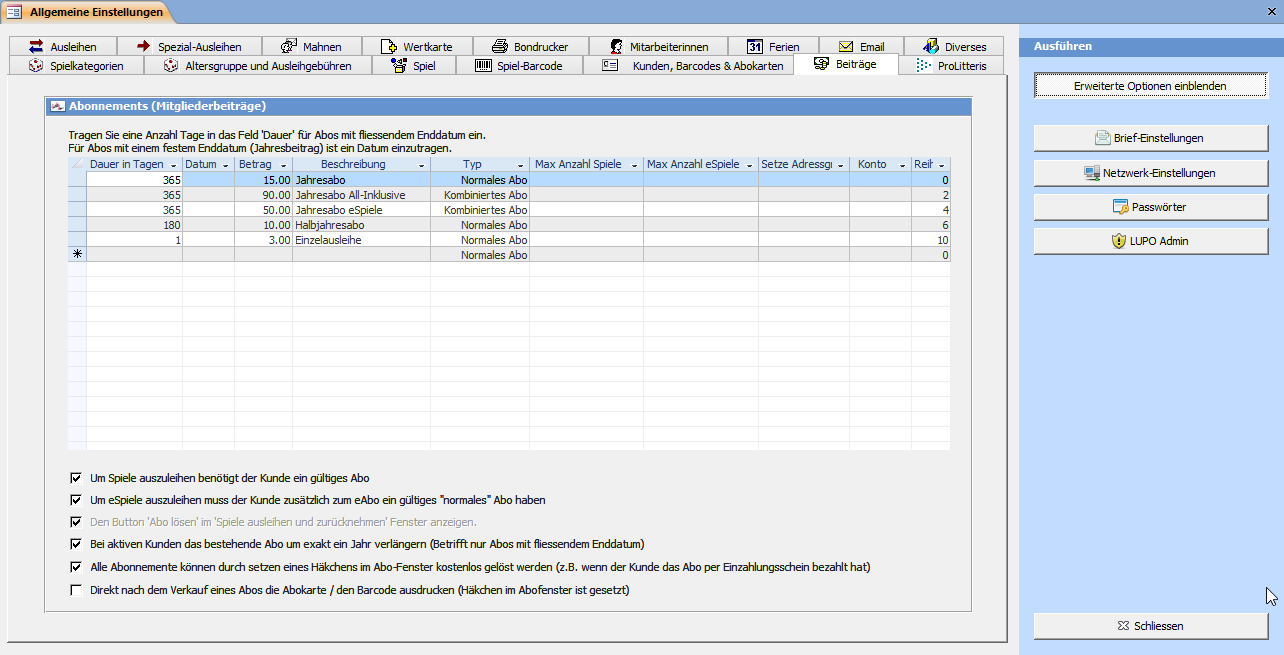 Allgemeine Einstellungen
Ausleihen Spezial-Ausleihen Mahnen Wertkarte Bondrucker Mitarbeiterinnen 31 Ferien Email Diverses
Spielkategorien Altersgruppe und Ausleihgebühren Spiel Spiel-Barcode Kunden, Barcodes & Abokarten Beiträge ProLitteris
Abonnements (Mitgliederbeiträge)
Tragen Sie eine Anzahl Tage in das Feld 'Dauer' für Abos mit fliessendem Enddatum ein.
Für Abos mit einem festem Enddatum (Jahresbeitrag) ist ein Datum einzutragen.
Dauer in Tagen Datum Betrag Beschreibung Typ Max Anzahl Spiele Max Anzahl eSpiele Setze Adressgr Konto Reih
365 15.00 Jahresabo Normales Abo 0
365 90.00 Jahresabo All-Inklusive Kombiniertes Abo 2
365 50.00 Jahresabo eSpiele Kombiniertes Abo 4
180 10.00 Halbjahresabo Normales Abo 6
1 3.00 Einzelausleihe Normales Abo 10
Normales Abo 0
Um Spiele auszuleihen benötigt der Kunde ein gültiges Abo
Um eSpiele auszuleihen muss der Kunde zusätzlich zum eAbo ein gültiges "normales" Abo haben
Den Button 'Abo lösen' im 'Spiele ausleihen und zurücknehmen' Fenster anzeigen.
Bei aktiven Kunden das bestehende Abo um exakt ein Jahr verlängern (Betrifft nur Abos mit fliessendem Enddatum)
Alle Abonnemente können durch setzen eines Häkchens im Abo-Fenster kostenlos gelöst werden (z.B. wenn der Kunde das Abo per Einzahlungsschein bezahlt hat)
Direkt nach dem Verkauf eines Abos die Abokarte / den Barcode ausdrucken (Häkchen im Abofenster ist gesetzt)
Ausführen
Erweiterte Optionen einblenden
Brief-Einstellungen
Netzwerk-Einstellungen
Passwörter
LUPO Admin
Schliessen